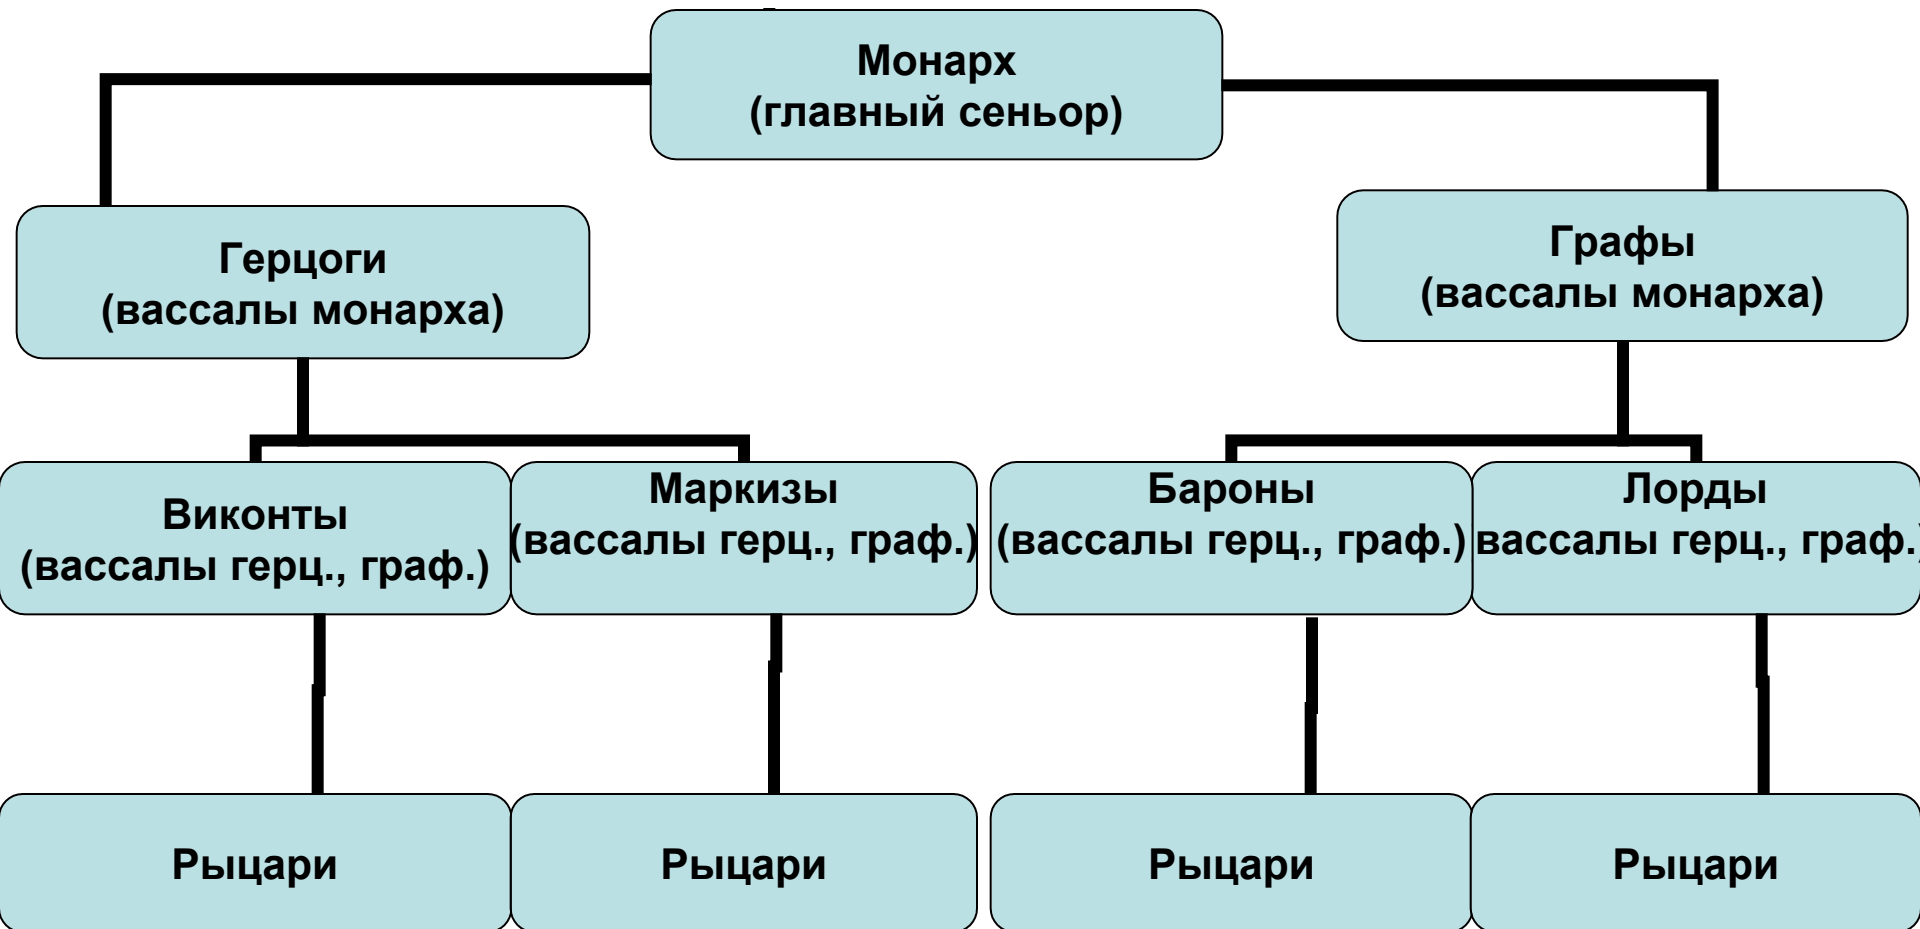 Монарх
(главный сеньор)
Герцоги
(вассалы монарха)
Графы
(вассалы монарха)
Виконты
(вассалы герц., граф.)
Маркизы
(вассалы герц., граф.)
Бароны
(вассалы герц., граф.)
Лорды
вассалы герц., граф.)
Рыцари
Рыцари
Рыцари
Рыцари